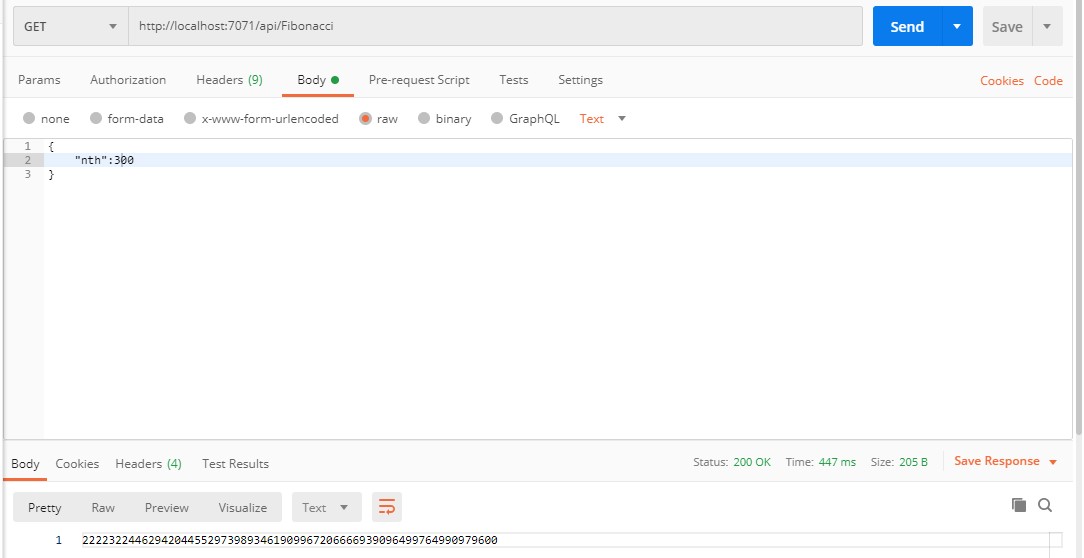 GET http://localhost:7071/api/Fibonacci Send Save
Params Authorization Headers (9) Body Pre-request Script Tests Settings Cookies Code
none form-data x-www-form-urlencoded raw binary GraphQL Text
1 {
2 "nth":300
3 }
Body Cookies Headers (4) Test Results Status: 200 OK Time: 447 ms Size: 205 B Save Response
Pretty Raw Preview Visualize Text
1 222232244629420445529739893461909967206666939096499764990979600